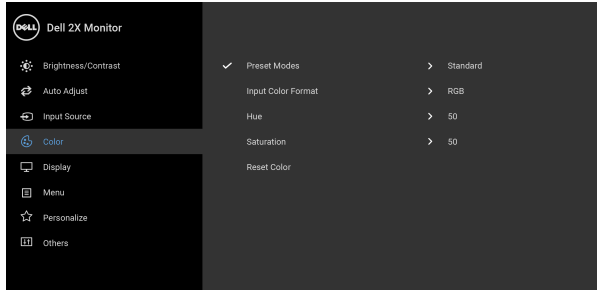 DELL Dell 2X Monitor
Brightness/Contrast
Preset Modes Standard
Auto Adjust
Input Color Format RGB
Input Source
Hue 50
Color
Saturation 50
Display
Reset Color
Menu
Personalize
Others